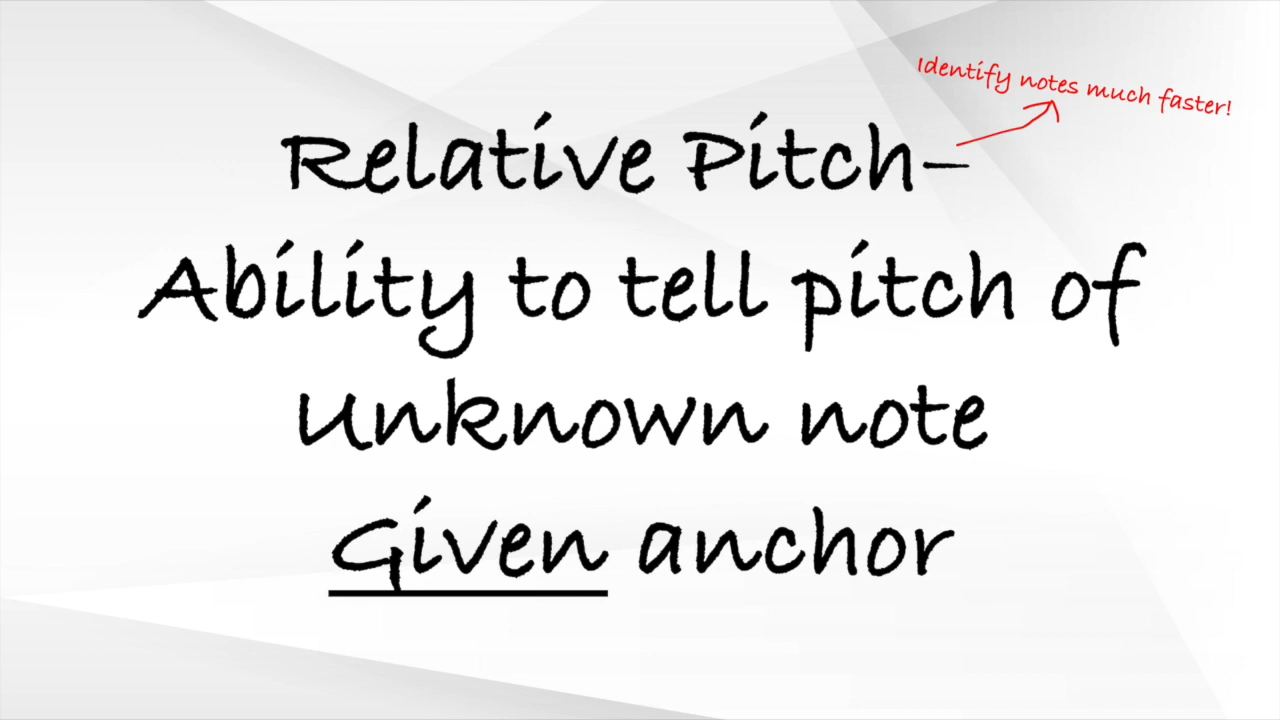 Identify notes much faster!
Relative Pitch–
Ability to tell pitch of
Unknown note
Given anchor